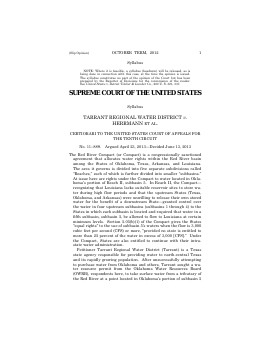 (Slip Opinion) OCTOBER TERM, 2012 1
Syllabus
NOTE: Where it is feasible, a syllabus (headnote) will be released, as is
being done in connection with this case, at the time the opinion is issued.
The syllabus constitutes no part of the opinion of the Court but has been
prepared by the Reporter of Decisions for the convenience of the reader.
See United States v. Detroit Timber & Lumber Co., 200 U. S. 321, 337.
SUPREME COURT OF THE UNITED STATES
Syllabus
TARRANT REGIONAL WATER DISTRICT v.
HERRMANN ET AL.
CERTIORARI TO THE UNITED STATES COURT OF APPEALS FOR
THE TENTH CIRCUIT
No. 11–889. Argued April 23, 2013—Decided June 13, 2013
The Red River Compact (or Compact) is a congressionally sanctioned
agreement that allocates water rights within the Red River basin
among the States of Oklahoma, Texas, Arkansas, and Louisiana.
The area it governs is divided into five separate subdivisions called
"Reaches," each of which is further divided into smaller "subbasins."
At issue here are rights under the Compact to water located in Okla-
homa's portion of Reach II, subbasin 5. In Reach II, the Compact—
recognizing that Louisiana lacks suitable reservoir sites to store wa-
ter during high flow periods and that the upstream States (Texas,
Oklahoma, and Arkansas) were unwilling to release their own stored
water for the benefit of a downstream State—granted control over
the water in four upstream subbasins (subbasins 1 through 4) to the
States in which each subbasin is located and required that water in a
fifth subbasin, subbasin 5, be allowed to flow to Louisiana at certain
minimum levels. Section 5.05(b)(1) of the Compact gives the States
"equal rights" to the use of subbasin 5's waters when the flow is 3,000
cubic feet per second (CFS) or more, "provided no state is entitled to
more than 25 percent of the water in excess of 3,000 [CFS]." Under
the Compact, States are also entitled to continue with their intra-
state water administration.
Petitioner Tarrant Regional Water District (Tarrant) is a Texas
state agency responsible for providing water to north-central Texas
and its rapidly growing population. After unsuccessfully attempting
to purchase water from Oklahoma and others, Tarrant sought a wa-
ter resource permit from the Oklahoma Water Resources Board
(OWRB), respondents here, to take surface water from a tributary of
the Red River at a point located in Oklahoma's portion of subbasin 5